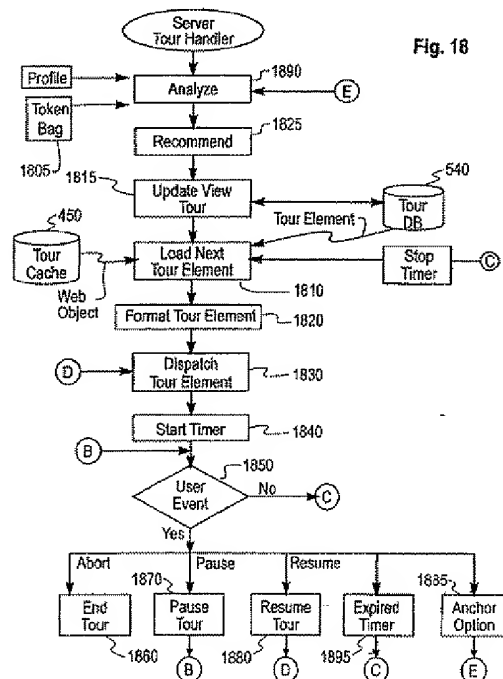 Server
Tour Handler
Fig. 18
1890
Profile
Analyze
E
Token
Bag
1825
1805
Recommend
1815
540
Update View
Tour
Tour
DB
450
Tour Element
Tour
Cache
Load Next
Tour Element
Stop
Timer
C
Web
Object
1810
Format Tour Element
1820
D
Dispatch
Tour Element
1830
Start Timer
1840
B
1850
User
Event
No
C
Yes
Abort
1870
Pause
Resume
1885
End
Tour
Pause
Tour
Resume
Tour
Expired
Timer
Anchor
Option
1860
B
1880
D
1895
C
E